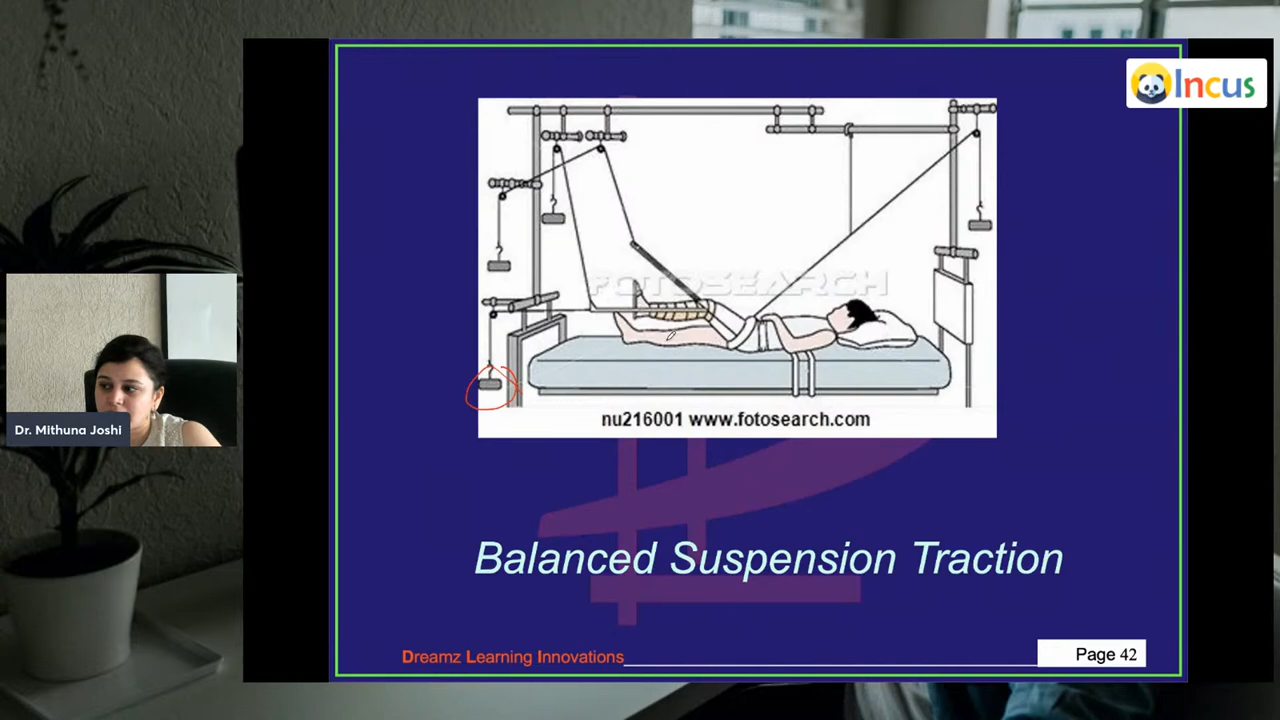 Incus
FOTOSEARCH
nu216001 www.fotosearch.com
Dr. Mithuna Joshi
Balanced Suspension Traction
Dreamz Learning Innovations
Page 42